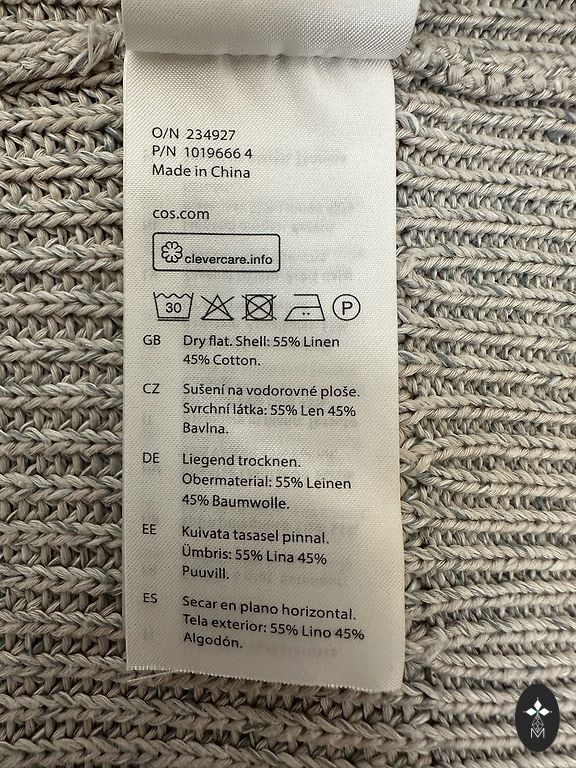 O/N 234927
P/N 1019666 4
Made in China
cos.com
clevercare.info
30 P
GB Dry flat. Shell: 55% Linen
45% Cotton.
CZ Sušení na vodorovné ploše.
Svrchní látka: 55% Len 45%
Bavlna.
DE Liegend trocknen.
Obermaterial: 55% Leinen
45% Baumwolle.
EE Kuivata tasasel pinnal.
Ümbris: 55% Lina 45%
Puuvill.
ES Secar en plano horizontal.
Tela exterior: 55% Lino 45%
Algodón.
M